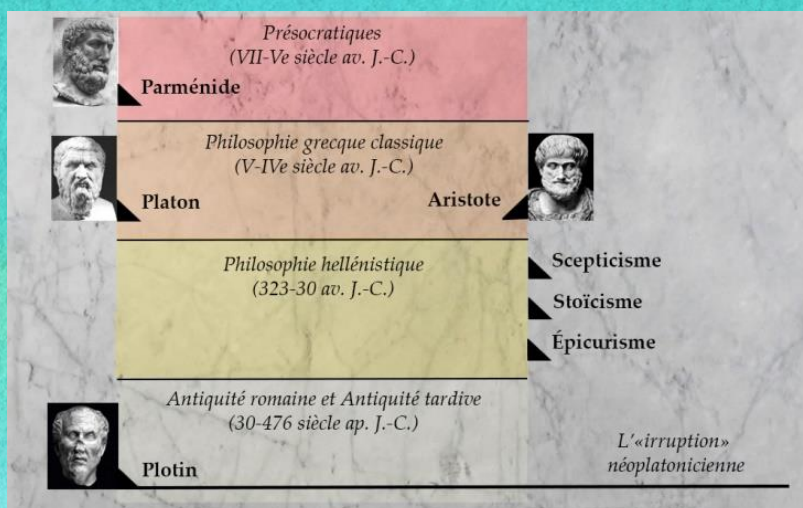 Présocratiques
(VII-Ve siècle av. J.-C.)
Parménide
Philosophie grecque classique
(V-IVe siècle av. J.-C.)
Platon
Aristote
Philosophie hellénistique
(323-30 av. J.-C.)
Scepticisme
Stoïcisme
Épicurisme
Antiquité romaine et Antiquité tardive
(30-476 siècle ap. J.-C.)
Plotin
L'«irruption»
néoplatonicienne